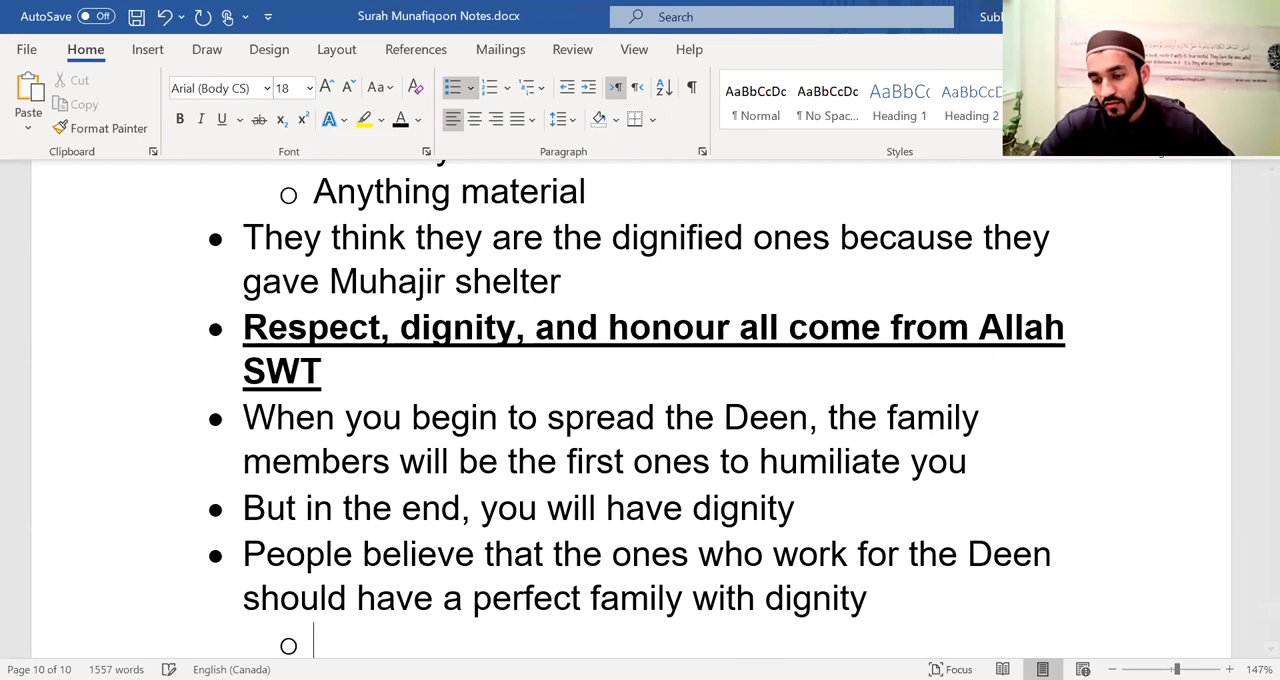 AutoSave Off Surah Munafiqoon Notes.docx Search Subl
File Home Insert Draw Design Layout References Mailings Review View Help
Paste Cut Copy Format Painter
Arial (Body CS) 18
AaBbCcDc AaBbCcDc AaBbC( AaBbCcD
¶ Normal ¶ No Spac... Heading 1 Heading 2
Clipboard Font Paragraph Styles
o Anything material
• They think they are the dignified ones because they
gave Muhajir shelter
• Respect, dignity, and honour all come from Allah
SWT
• When you begin to spread the Deen, the family
members will be the first ones to humiliate you
• But in the end, you will have dignity
• People believe that the ones who work for the Deen
should have a perfect family with dignity
Page 10 of 10 1557 words English (Canada) Focus 147%